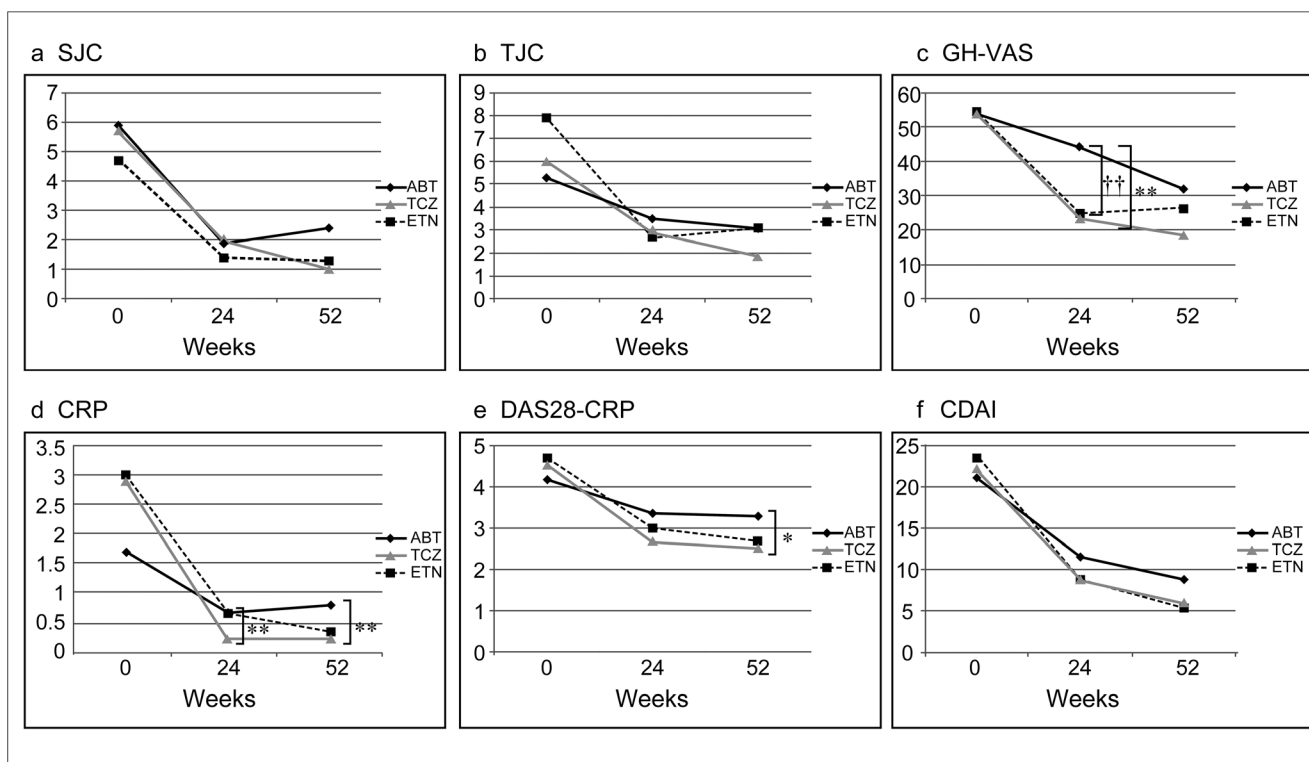 a SJC
7
6
5
4
3
2
1
0
0 24 52
Weeks
ABT
TCZ
ETN
b TJC
9
8
7
6
5
4
3
2
1
0
0 24 52
Weeks
ABT
TCZ
ETN
c GH-VAS
60
50
40
30
20
10
0
0 24 52
Weeks
††
**
ABT
TCZ
ETN
d CRP
3.5
3
2.5
2
1.5
1
0.5
0
0 24 52
Weeks
**
**
ABT
TCZ
ETN
e DAS28-CRP
5
4
3
2
1
0
0 24 52
Weeks
*
ABT
TCZ
ETN
f CDAI
25
20
15
10
5
0
0 24 52
Weeks
ABT
TCZ
ETN